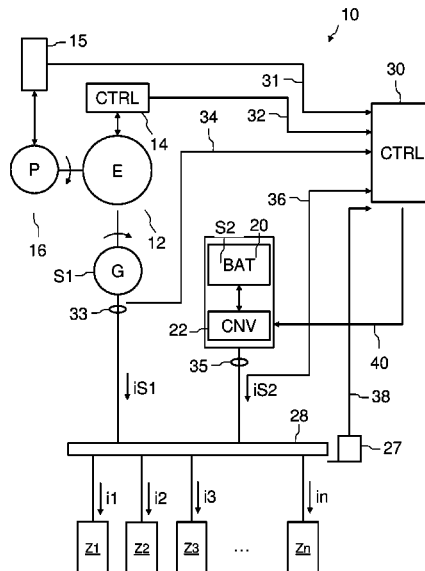 10
15
30
31
CTRL
32
34
14
CTRL
P
E
36
16
12
S2
20
S1
G
BAT
33
22
CNV
35
40
iS1
iS2
38
28
27
i1
i2
i3
in
Z1
Z2
Z3
...
Zn